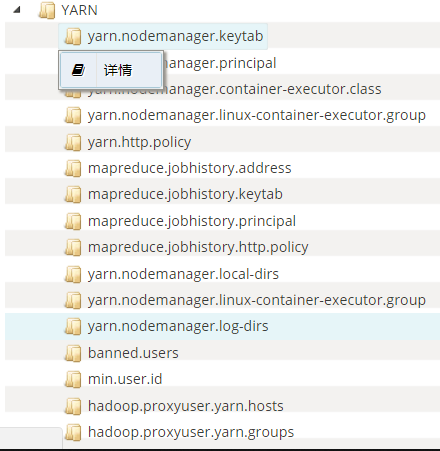 YARN
yarn.nodemanager.keytab
详情
manager.principal
yarn.nodemanager.container-executor.class
yarn.nodemanager.linux-container-executor.group
yarn.http.policy
mapreduce.jobhistory.address
mapreduce.jobhistory.keytab
mapreduce.jobhistory.principal
mapreduce.jobhistory.http.policy
yarn.nodemanager.local-dirs
yarn.nodemanager.linux-container-executor.group
yarn.nodemanager.log-dirs
banned.users
min.user.id
hadoop.proxyuser.yarn.hosts
hadoop.proxyuser.yarn.groups